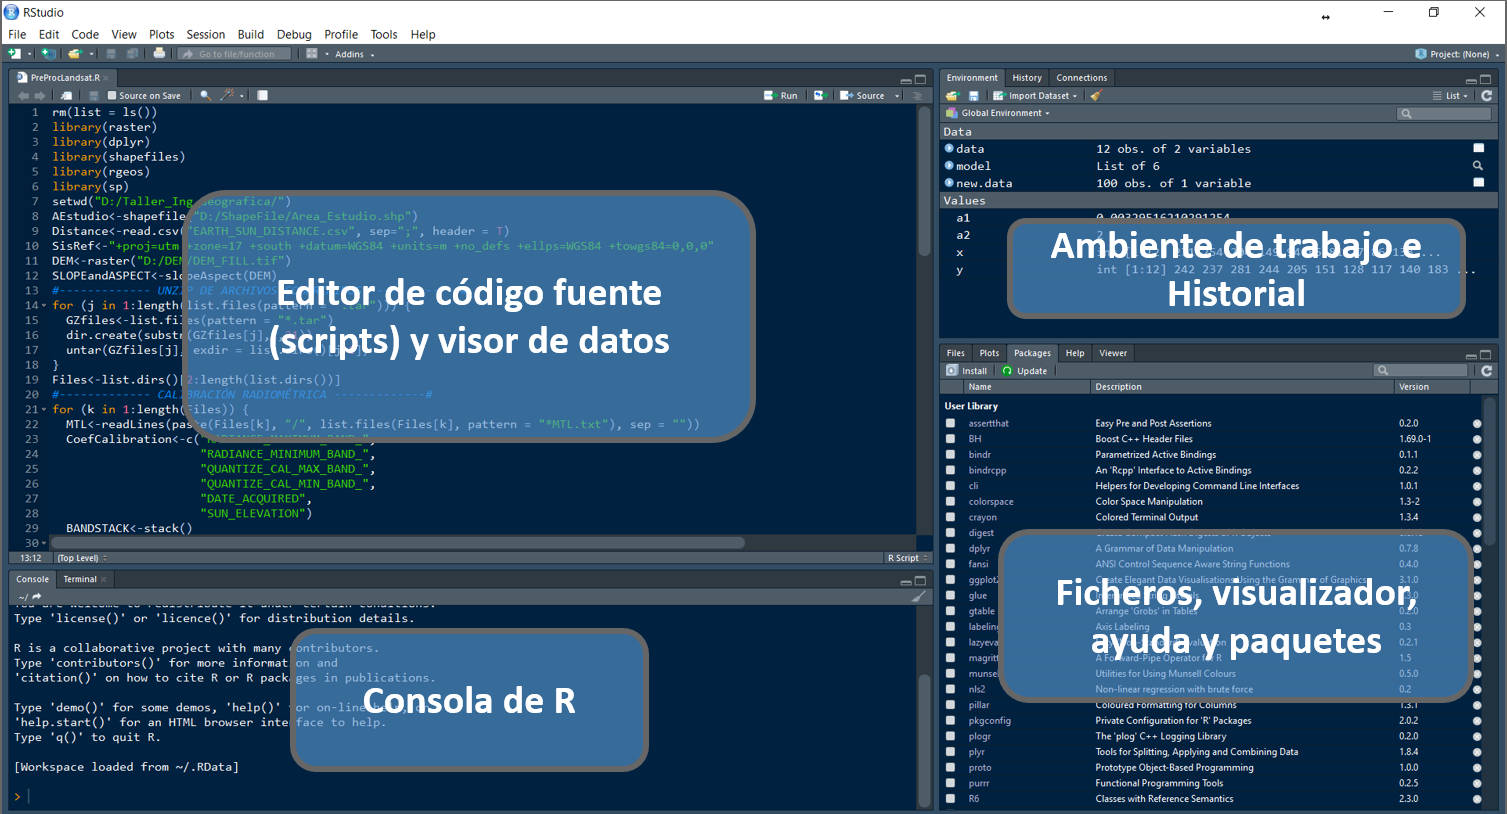 RStudio
File Edit Code View Plots Session Build Debug Profile Tools Help
Go to file/function Addins Project: (None)
PreProcLandsat.R
Source on Save Run Source
1 rm(list = ls())
2 library(raster)
3 library(dplyr)
4 library(shapefiles)
5 library(rgeos)
6 library(sp)
7 setwd("D:/Taller_Ing_Geografica/")
8 AEstudio<-shapefile("D:/ShapeFile/Area_Estudio.shp")
9 Distance<-read.csv("EARTH_SUN_DISTANCE.csv", sep=";", header = T)
10 SisRef<-"+proj=utm +zone=17 +south +datum=WGS84 +units=m +no_defs +ellps=WGS84 +towgs84=0,0,0"
11 DEM<-raster("D:/DEM/DEM_FILL.tif")
12 SLOPEandASPECT<-slopeAspect(DEM)
13 #------------- UNZIP DE ARCHIVOS
14 for (j in 1:length(list.files(pattern = ".tar"))) {
15 GZfiles<-list.files(pattern = "*.tar")
16 dir.create(substr(GZfiles[j],
17 untar(GZfiles[j], exdir =
18 }
19 Files<-list.dirs()[2:length(list.dirs())]
20 #------------- CALIBRACIÓN RADIOMÉTRICA -------------#
21 for (k in 1:length(Files)) {
22 MTL<-readLines(paste(Files[k], "/", list.files(Files[k], pattern = "*MTL.txt"), sep = ""))
23 CoefCalibration<-c("RADIANCE_MAXIMUM_BAND_",
24 "RADIANCE_MINIMUM_BAND_",
25 "QUANTIZE_CAL_MAX_BAND_",
26 "QUANTIZE_CAL_MIN_BAND_",
27 "DATE_ACQUIRED",
28 "SUN_ELEVATION")
29 BANDSTACK<-stack()
30
Editor de código fuente
(scripts) y visor de datos
13:12 (Top Level) R Script
Console Terminal
~/
You are welcome to redistribute it under certain conditions.
Type 'license()' or 'licence()' for distribution details.
R is a collaborative project with many contributors.
Type 'contributors()' for more information and
'citation()' on how to cite R or R packages in publications.
Type 'demo()' for some demos, 'help()' for on-line help, or
'help.start()' for an HTML browser interface to help.
Type 'q()' to quit R.
[Workspace loaded from ~/.RData]
>
Consola de R
Environment History Connections
Import Dataset List
Global Environment
Data
data 12 obs. of 2 variables
model List of 6
new.data 100 obs. of 1 variable
Values
a1 0.00329516210291254
a2 2
x
y int [1:12] 242 237 281 244 205 151 128 117 140 183 ...
Ambiente de trabajo e
Historial
Files Plots Packages Help Viewer
Install Update
Name Description Version
User Library
assertthat Easy Pre and Post Assertions 0.2.0
BH Boost C++ Header Files 1.69.0-1
bindr Parametrized Active Bindings 0.1.1
bindrcpp An 'Rcpp' Interface to Active Bindings 0.2.2
cli Helpers for Developing Command Line Interfaces 1.0.1
colorspace Color Space Manipulation 1.3-2
crayon Colored Terminal Output 1.3.4
digest
dplyr A Grammar of Data Manipulation 0.7.8
fansi ANSI Control Sequence Aware String Functions 0.4.0
ggplot2 Create Elegant Data Visualisations Using the Grammar of Graphics 3.1.0
glue
gtable Arrange 'Grobs' in Tables 0.2.0
labeling Axis Labeling 0.3
lazyeva 0.2.1
magritt A Forward-Pipe Operator for R 1.5
munsel Utilities for Using Munsell Colours 0.5.0
nls2 Non-linear regression with brute force 0.2
pillar Coloured Formatting for Columns 1.3.1
pkgconfig Private Configuration for 'R' Packages 2.0.2
plogr The 'plog' C++ Logging Library 0.2.0
plyr Tools for Splitting, Applying and Combining Data 1.8.4
proto Prototype Object-Based Programming 1.0.0
purrr Functional Programming Tools 0.2.5
R6 Classes with Reference Semantics 2.3.0
Ficheros, visualizador,
ayuda y paquetes